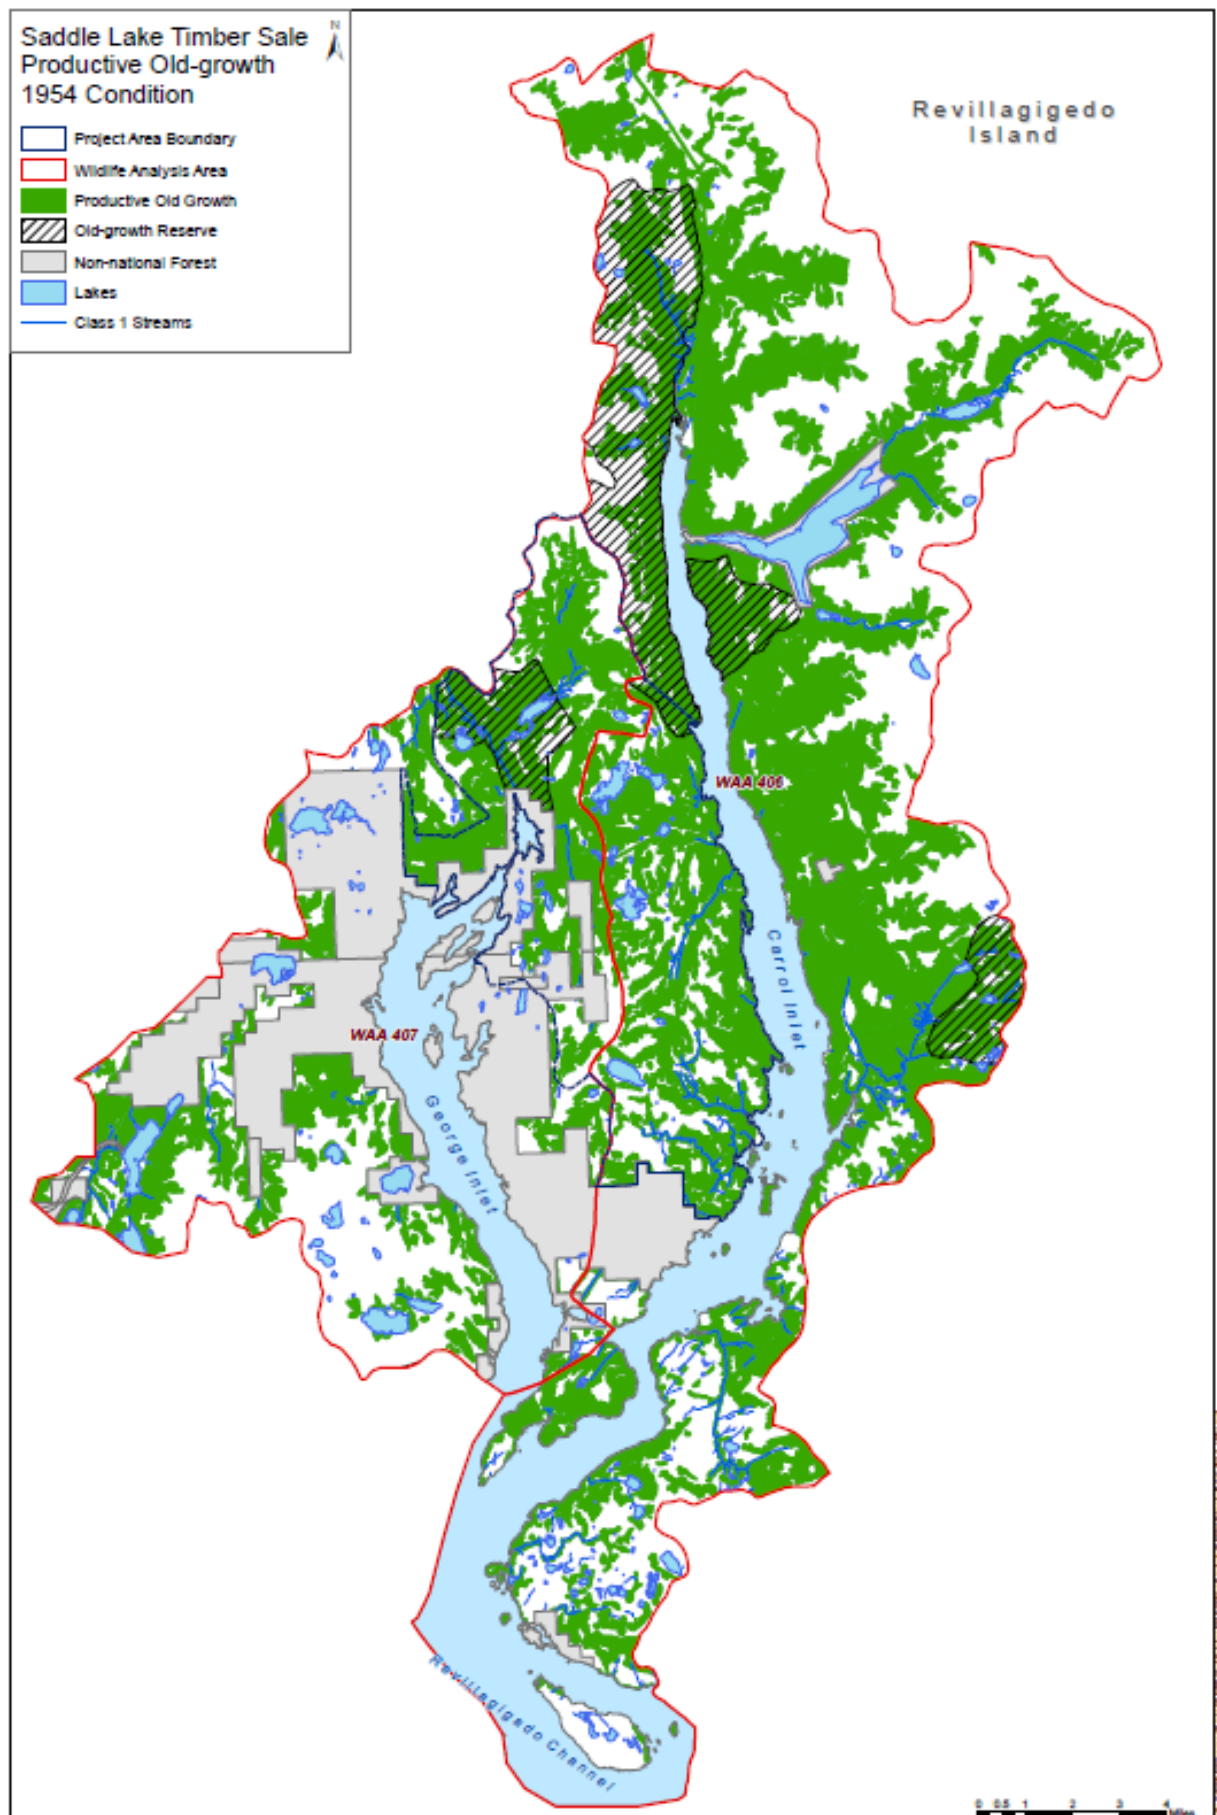 Saddle Lake Timber Sale
Productive Old-growth
1954 Condition
N
Project Area Boundary
Wildlife Analysis Area
Productive Old Growth
Old-growth Reserve
Non-national Forest
Lakes
Class 1 Streams
Revillagigedo
Island
WAA 406
Carrol Inlet
WAA 407
George Inlet
Revillagigado Channel
0 0.5 1 2 3 4
Miles